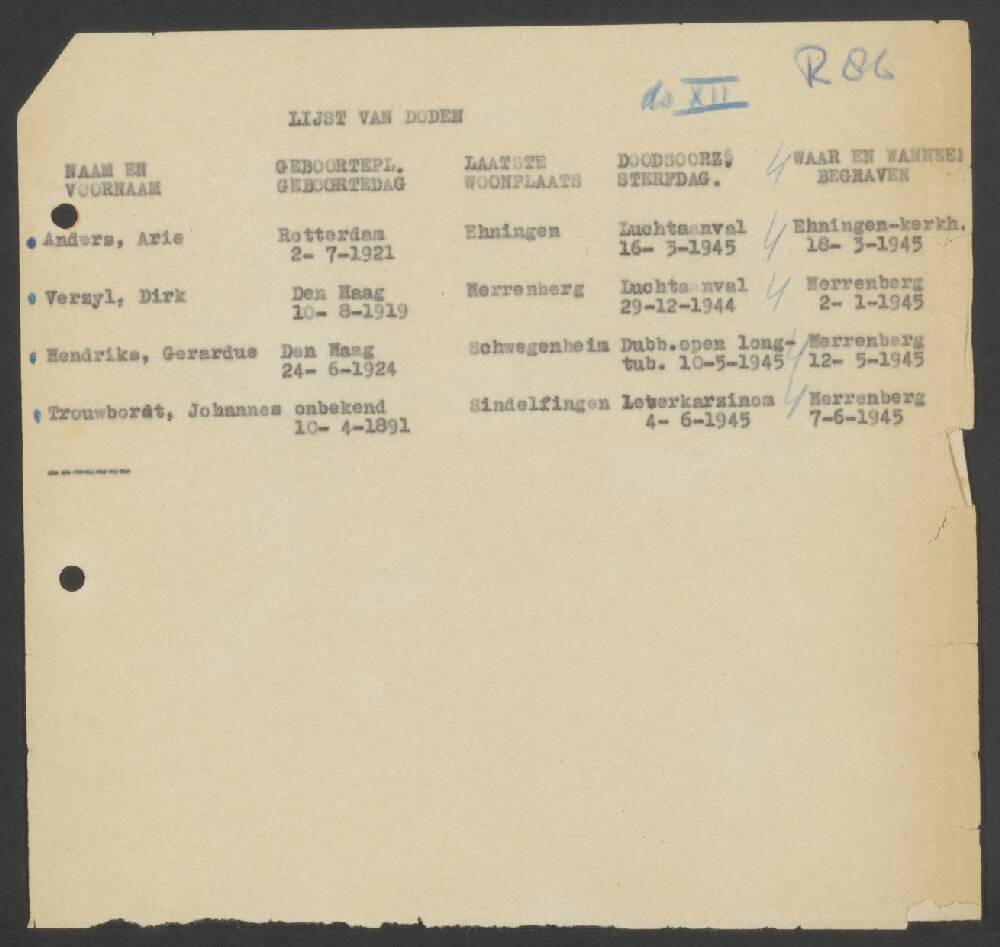 R 86
do XII
LIJST VAN DODEN
NAAM EN GEBOORTEPL. LAATSTE DOODSOORZ. WAAR EN WANNEER
VOORNAAM GEBOORTEDAG WOONPLAATS STERFDAG. BEGRAVEN
Anders, Arie Rotterdam Ehningen Luchtaanval Ehningen-kerkh.
2- 7-1921 16- 3-1945 18- 3-1945
Verzyl, Dirk Den Haag Herrenberg Luchtaanval Herrenberg
10- 8-1919 29-12-1944 2- 1-1945
Hendriks, Gerardus Den Haag Schwegenheim Dubb.open long- Herrenberg
24- 6-1924 tub. 10-5-1945 12- 5-1945
Trouwborst, Johannes onbekend Sindelfingen leverkarzinom Herrenberg
10- 4-1891 4- 6-1945 7-6-1945
--------